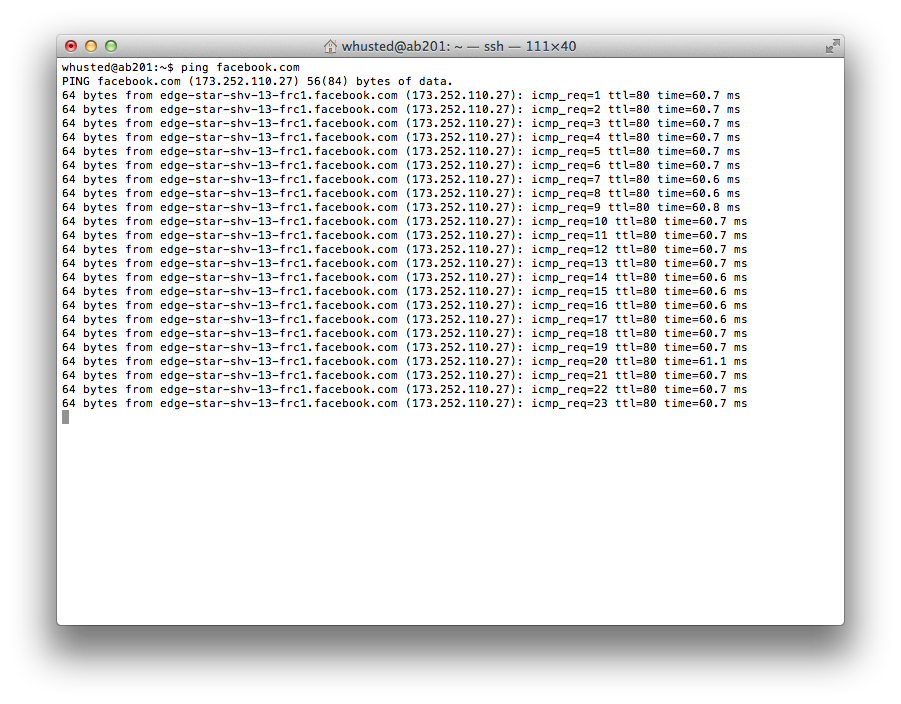 whusted@ab201: ~ — ssh — 111×40
whusted@ab201:~$ ping facebook.com
PING facebook.com (173.252.110.27) 56(84) bytes of data.
64 bytes from edge-star-shv-13-frc1.facebook.com (173.252.110.27): icmp_req=1 ttl=80 time=60.7 ms
64 bytes from edge-star-shv-13-frc1.facebook.com (173.252.110.27): icmp_req=2 ttl=80 time=60.7 ms
64 bytes from edge-star-shv-13-frc1.facebook.com (173.252.110.27): icmp_req=3 ttl=80 time=60.7 ms
64 bytes from edge-star-shv-13-frc1.facebook.com (173.252.110.27): icmp_req=4 ttl=80 time=60.7 ms
64 bytes from edge-star-shv-13-frc1.facebook.com (173.252.110.27): icmp_req=5 ttl=80 time=60.7 ms
64 bytes from edge-star-shv-13-frc1.facebook.com (173.252.110.27): icmp_req=6 ttl=80 time=60.7 ms
64 bytes from edge-star-shv-13-frc1.facebook.com (173.252.110.27): icmp_req=7 ttl=80 time=60.6 ms
64 bytes from edge-star-shv-13-frc1.facebook.com (173.252.110.27): icmp_req=8 ttl=80 time=60.6 ms
64 bytes from edge-star-shv-13-frc1.facebook.com (173.252.110.27): icmp_req=9 ttl=80 time=60.8 ms
64 bytes from edge-star-shv-13-frc1.facebook.com (173.252.110.27): icmp_req=10 ttl=80 time=60.7 ms
64 bytes from edge-star-shv-13-frc1.facebook.com (173.252.110.27): icmp_req=11 ttl=80 time=60.7 ms
64 bytes from edge-star-shv-13-frc1.facebook.com (173.252.110.27): icmp_req=12 ttl=80 time=60.7 ms
64 bytes from edge-star-shv-13-frc1.facebook.com (173.252.110.27): icmp_req=13 ttl=80 time=60.7 ms
64 bytes from edge-star-shv-13-frc1.facebook.com (173.252.110.27): icmp_req=14 ttl=80 time=60.6 ms
64 bytes from edge-star-shv-13-frc1.facebook.com (173.252.110.27): icmp_req=15 ttl=80 time=60.6 ms
64 bytes from edge-star-shv-13-frc1.facebook.com (173.252.110.27): icmp_req=16 ttl=80 time=60.6 ms
64 bytes from edge-star-shv-13-frc1.facebook.com (173.252.110.27): icmp_req=17 ttl=80 time=60.6 ms
64 bytes from edge-star-shv-13-frc1.facebook.com (173.252.110.27): icmp_req=18 ttl=80 time=60.7 ms
64 bytes from edge-star-shv-13-frc1.facebook.com (173.252.110.27): icmp_req=19 ttl=80 time=60.7 ms
64 bytes from edge-star-shv-13-frc1.facebook.com (173.252.110.27): icmp_req=20 ttl=80 time=61.1 ms
64 bytes from edge-star-shv-13-frc1.facebook.com (173.252.110.27): icmp_req=21 ttl=80 time=60.7 ms
64 bytes from edge-star-shv-13-frc1.facebook.com (173.252.110.27): icmp_req=22 ttl=80 time=60.7 ms
64 bytes from edge-star-shv-13-frc1.facebook.com (173.252.110.27): icmp_req=23 ttl=80 time=60.7 ms